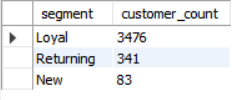 segment customer_count
Loyal 3476
Returning 341
New 83